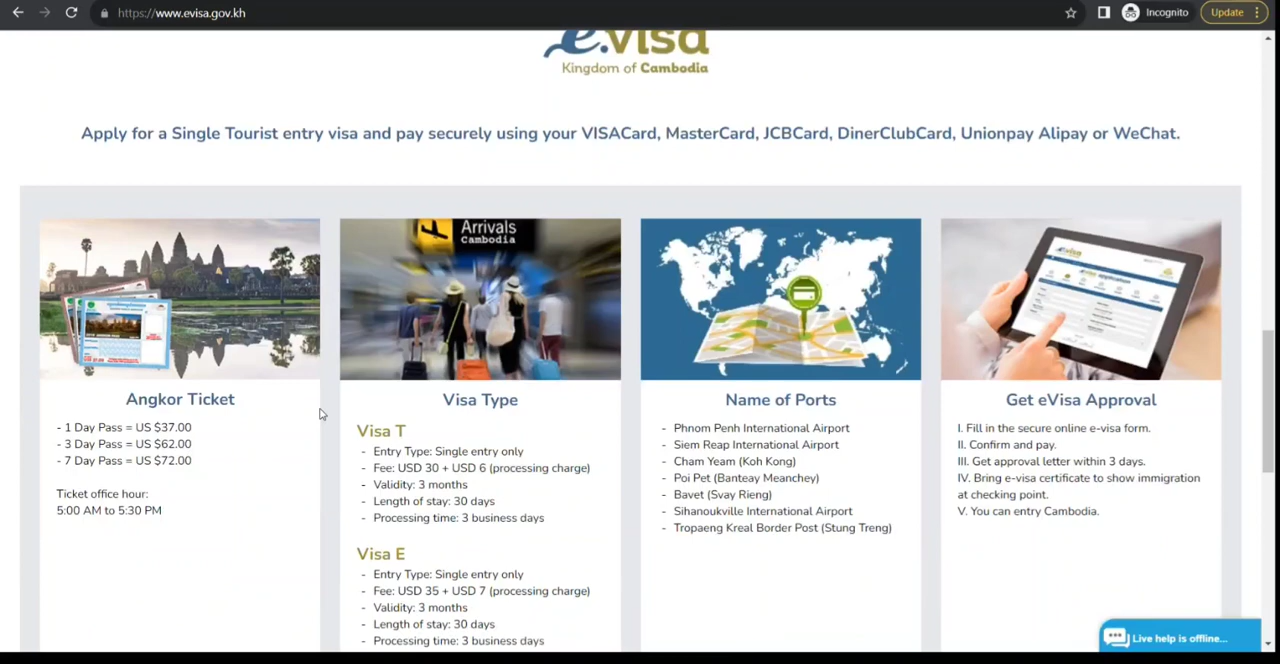 https://www.evisa.gov.kh
Incognito
Update
e.visa
Kingdom of Cambodia
Apply for a Single Tourist entry visa and pay securely using your VISACard, MasterCard, JCBCard, DinerClubCard, Unionpay Alipay or WeChat.
Arrivals
Cambodia
Angkor Ticket
- 1 Day Pass = US $37.00
- 3 Day Pass = US $62.00
- 7 Day Pass = US $72.00
Ticket office hour:
5:00 AM to 5:30 PM
Visa Type
Visa T
- Entry Type: Single entry only
- Fee: USD 30 + USD 6 (processing charge)
- Validity: 3 months
- Length of stay: 30 days
- Processing time: 3 business days
Visa E
- Entry Type: Single entry only
- Fee: USD 35 + USD 7 (processing charge)
- Validity: 3 months
- Length of stay: 30 days
- Processing time: 3 business days
Name of Ports
- Phnom Penh International Airport
- Siem Reap International Airport
- Cham Yeam (Koh Kong)
- Poi Pet (Banteay Meanchey)
- Bavet (Svay Rieng)
- Sihanoukville International Airport
- Tropaeng Kreal Border Post (Stung Treng)
Get eVisa Approval
I. Fill in the secure online e-visa form.
II. Confirm and pay.
III. Get approval letter within 3 days.
IV. Bring e-visa certificate to show immigration
at checking point.
V. You can entry Cambodia.
Live help is offline...